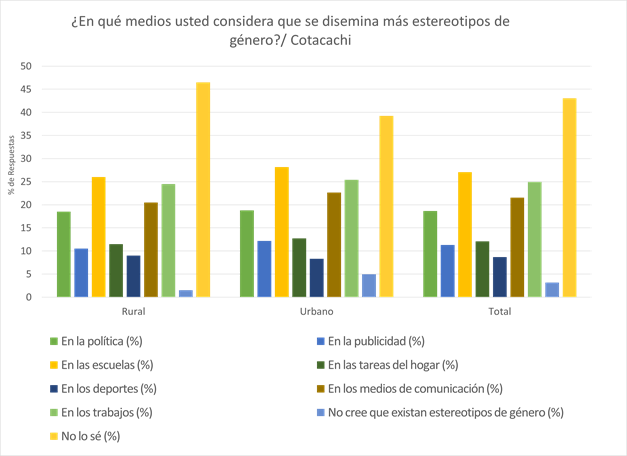 ¿En qué medios usted considera que se disemina más estereotipos de
género?/ Cotacachi
% de Respuestas
50
45
40
35
30
25
20
15
10
5
0
Rural
Urbano
Total
En la política (%)
En la publicidad (%)
En las escuelas (%)
En las tareas del hogar (%)
En los deportes (%)
En los medios de comunicación (%)
En los trabajos (%)
No cree que existan estereotipos de género (%)
No lo sé (%)